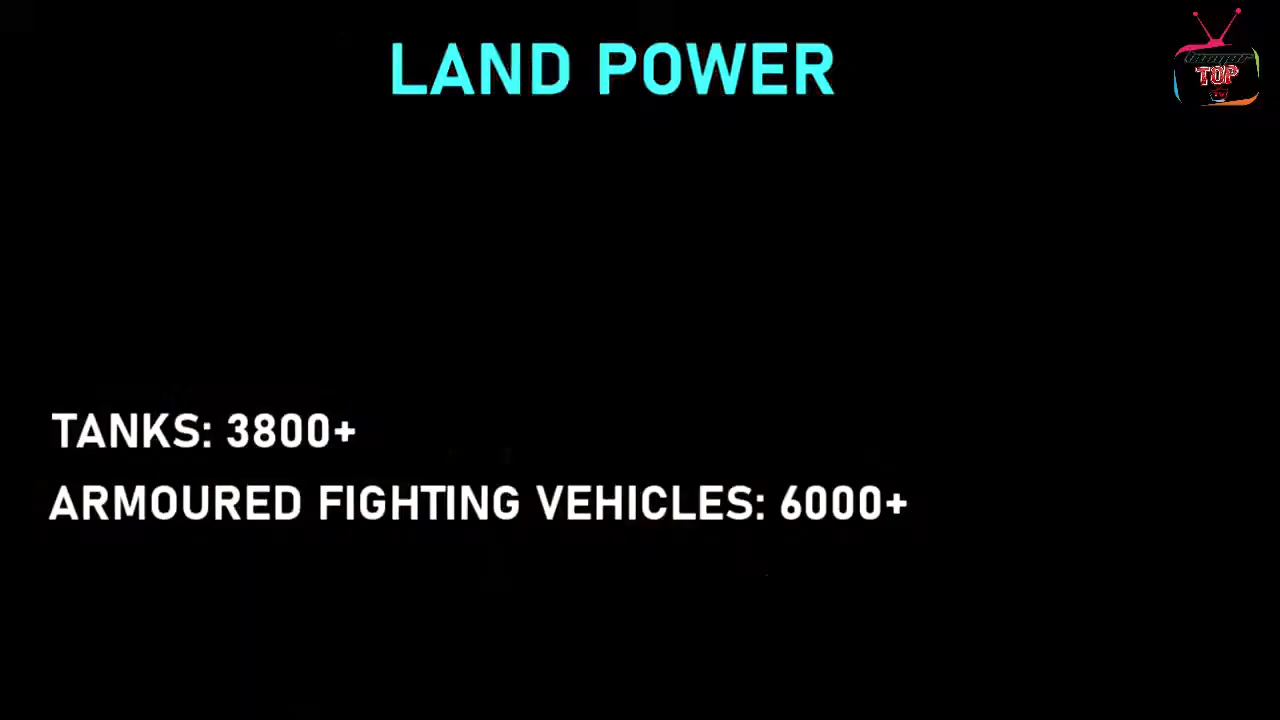 LAND POWER
TOP
TANKS: 3800+
ARMOURED FIGHTING VEHICLES: 6000+